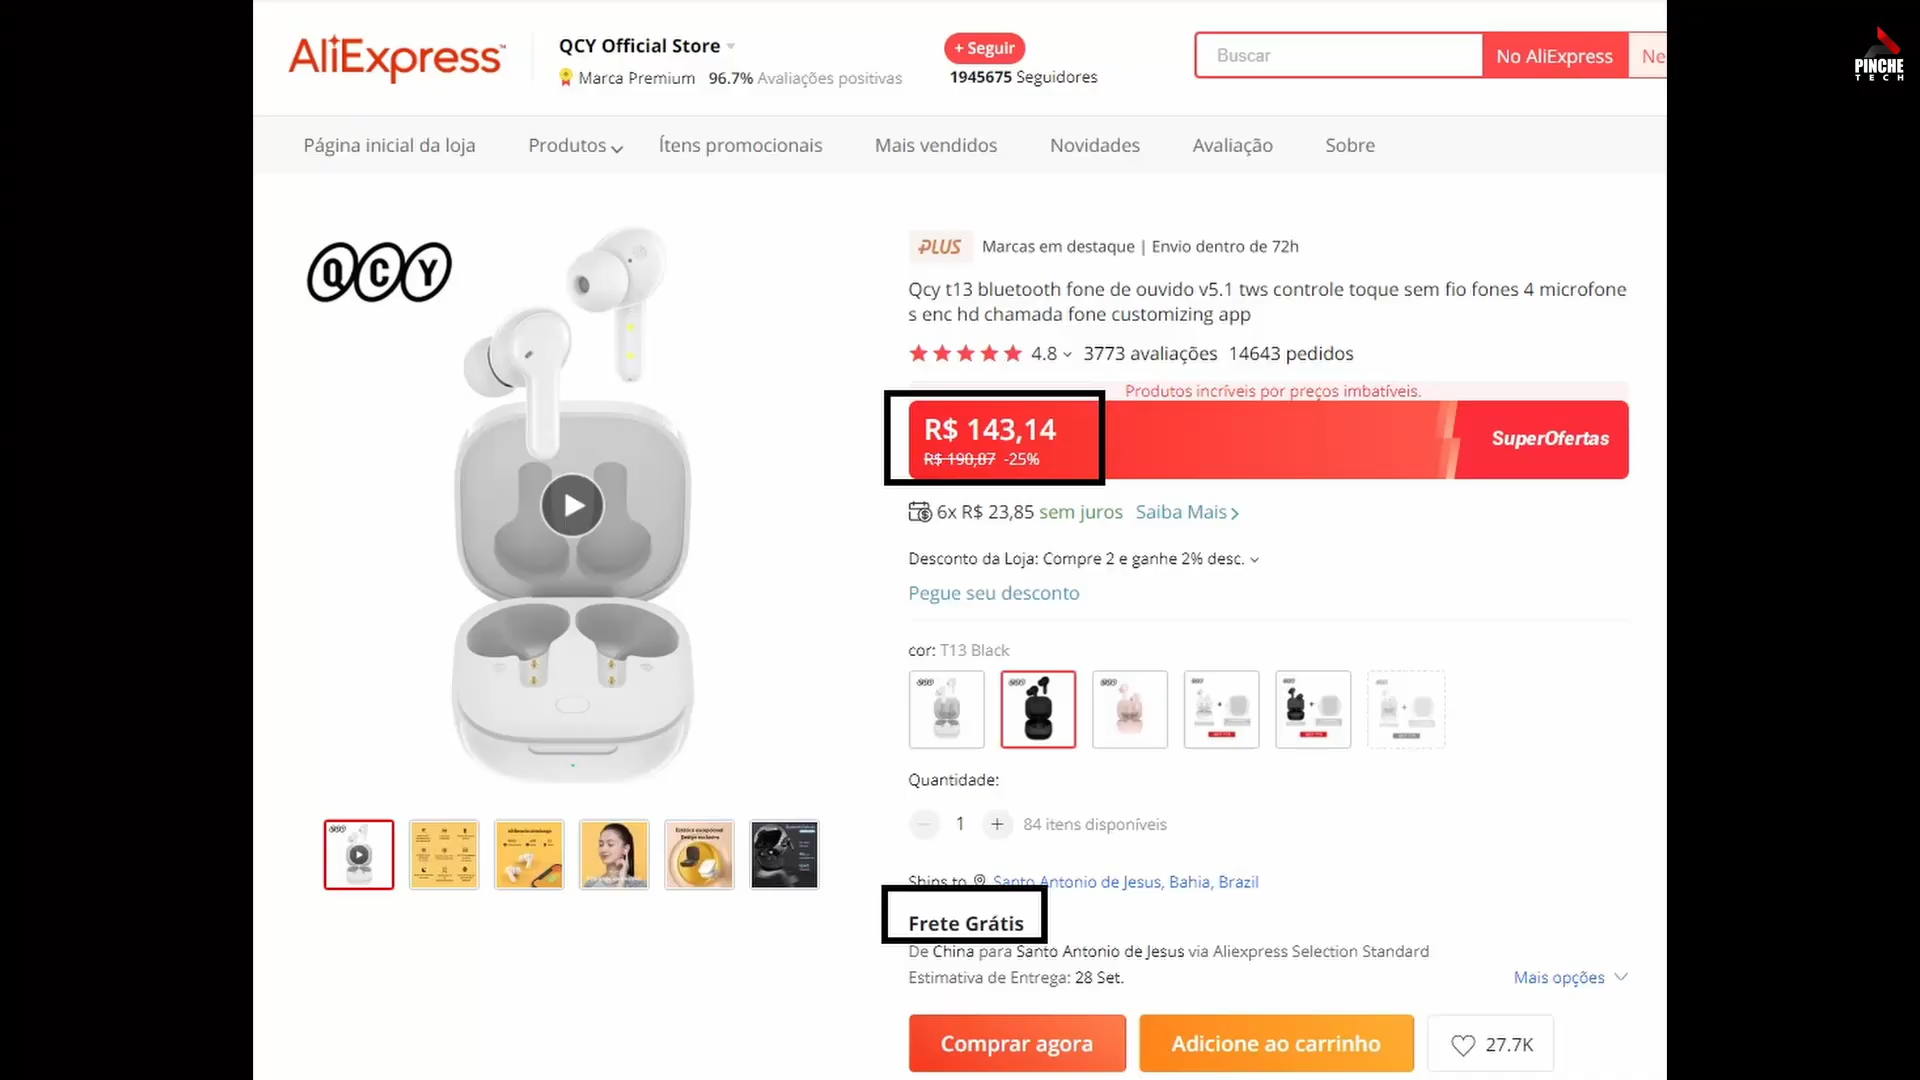 AliExpress™
QCY Official Store
Marca Premium 96.7% Avaliações positivas
+ Seguir
1945675 Seguidores
Buscar
No AliExpress
Ne
PINCHE
TECH
Página inicial da loja
Produtos
Ítens promocionais
Mais vendidos
Novidades
Avaliação
Sobre
QCY
PLUS Marcas em destaque | Envio dentro de 72h
Qcy t13 bluetooth fone de ouvido v5.1 tws controle toque sem fio fones 4 microfone
s enc hd chamada fone customizing app
4.8 3773 avaliações 14643 pedidos
Produtos incríveis por preços imbatíveis.
R$ 143,14
R$ 190,87 -25%
SuperOfertas
6x R$ 23,85 sem juros Saiba Mais
Desconto da Loja: Compre 2 e ganhe 2% desc.
Pegue seu desconto
cor: T13 Black
Quantidade:
1
84 itens disponíveis
Ships to Santo Antonio de Jesus, Bahia, Brazil
Frete Grátis
De China para Santo Antonio de Jesus via Aliexpress Selection Standard
Estimativa de Entrega: 28 Set.
Mais opções
Comprar agora
Adicione ao carrinho
27.7K